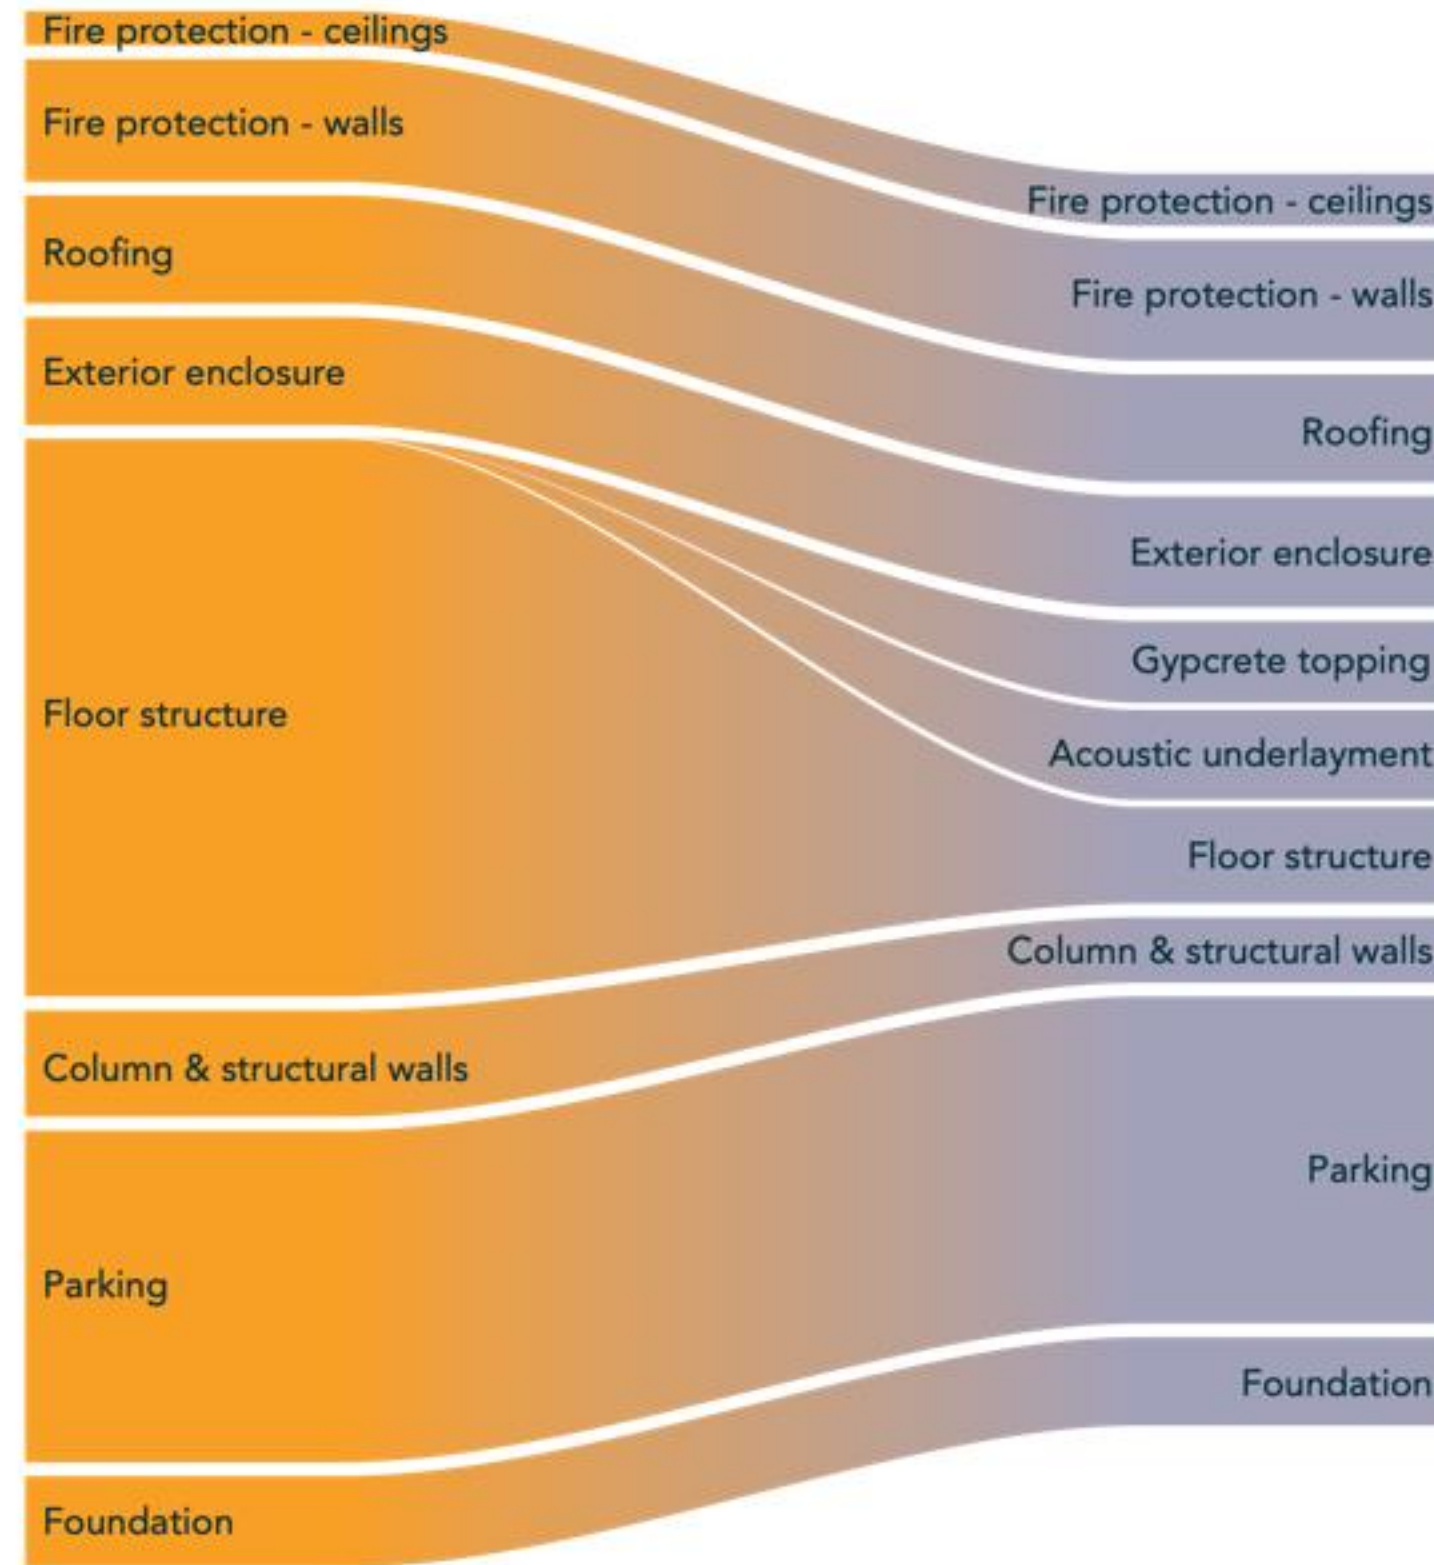 Fire protection - ceilings
Fire protection - walls
Roofing
Exterior enclosure
Floor structure
Column & structural walls
Parking
Foundation
Fire protection - ceilings
Fire protection - walls
Roofing
Exterior enclosure
Gypcrete topping
Acoustic underlayment
Floor structure
Column & structural walls
Parking
Foundation